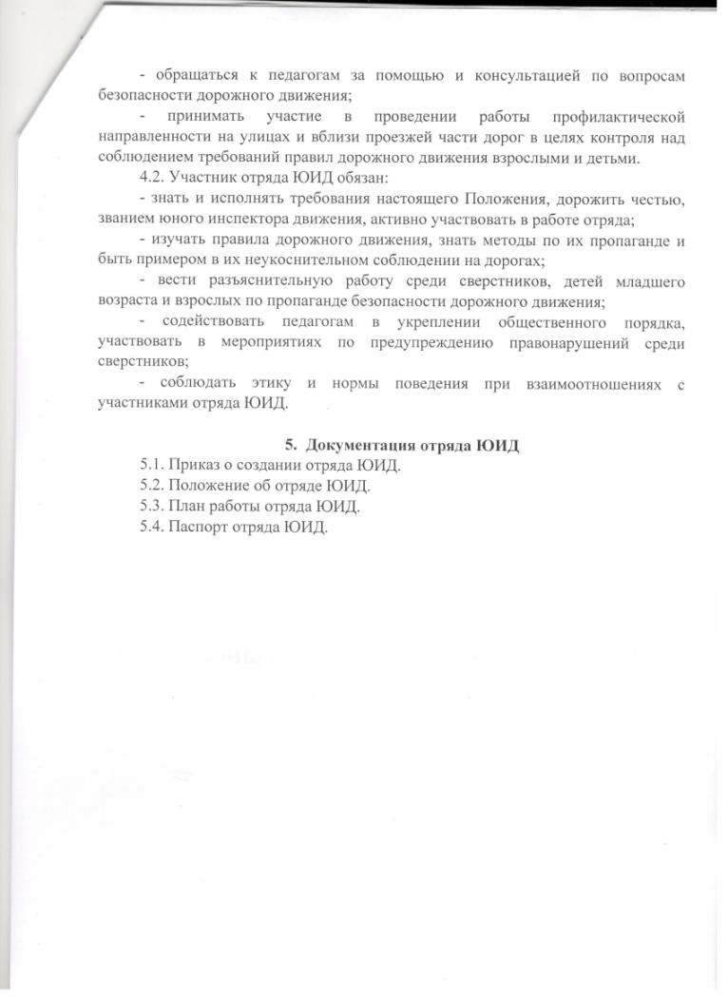 - обращаться к педагогам за помощью и консультацией по вопросам
безопасности дорожного движения;
- принимать участие в проведении работы профилактической
направленности на улицах и вблизи проезжей части дорог в целях контроля над
соблюдением требований правил дорожного движения взрослыми и детьми.
4.2. Участник отряда ЮИД обязан:
- знать и исполнять требования настоящего Положения, дорожить честью,
званием юного инспектора движения, активно участвовать в работе отряда;
- изучать правила дорожного движения, знать методы по их пропаганде и
быть примером в их неукоснительном соблюдении на дорогах;
- вести разъяснительную работу среди сверстников, детей младшего
возраста и взрослых по пропаганде безопасности дорожного движения;
- содействовать педагогам в укреплении общественного порядка,
участвовать в мероприятиях по предупреждению правонарушений среди
сверстников;
- соблюдать этику и нормы поведения при взаимоотношениях с
участниками отряда ЮИД.
5. Документация отряда ЮИД
5.1. Приказ о создании отряда ЮИД.
5.2. Положение об отряде ЮИД.
5.3. План работы отряда ЮИД.
5.4. Паспорт отряда ЮИД.